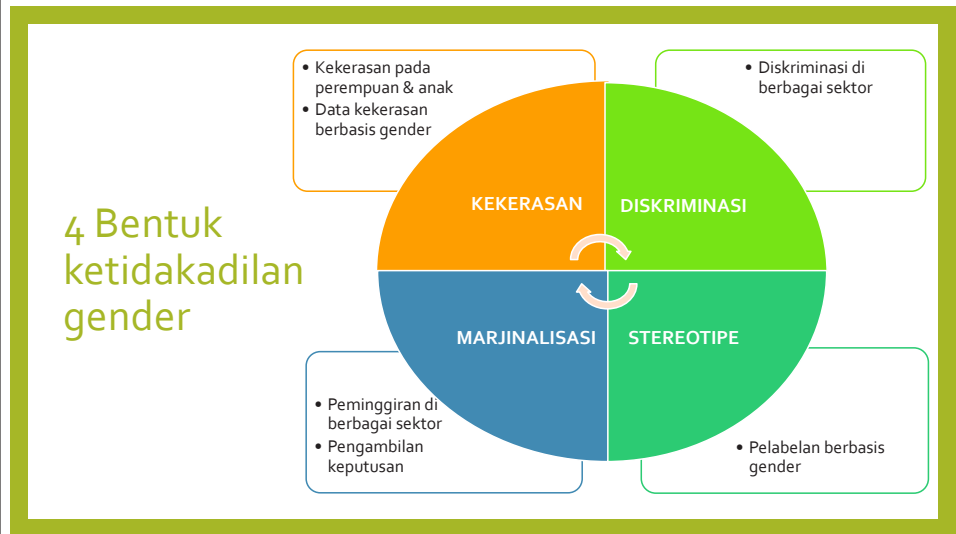 4 Bentuk
ketidakadilan
gender
• Kekerasan pada
perempuan & anak
• Data kekerasan
berbasis gender
• Diskriminasi di
berbagai sektor
KEKERASAN
DISKRIMINASI
MARJINALISASI
STEREOTIPE
• Peminggiran di
berbagai sektor
• Pengambilan
keputusan
• Pelabelan berbasis
gender